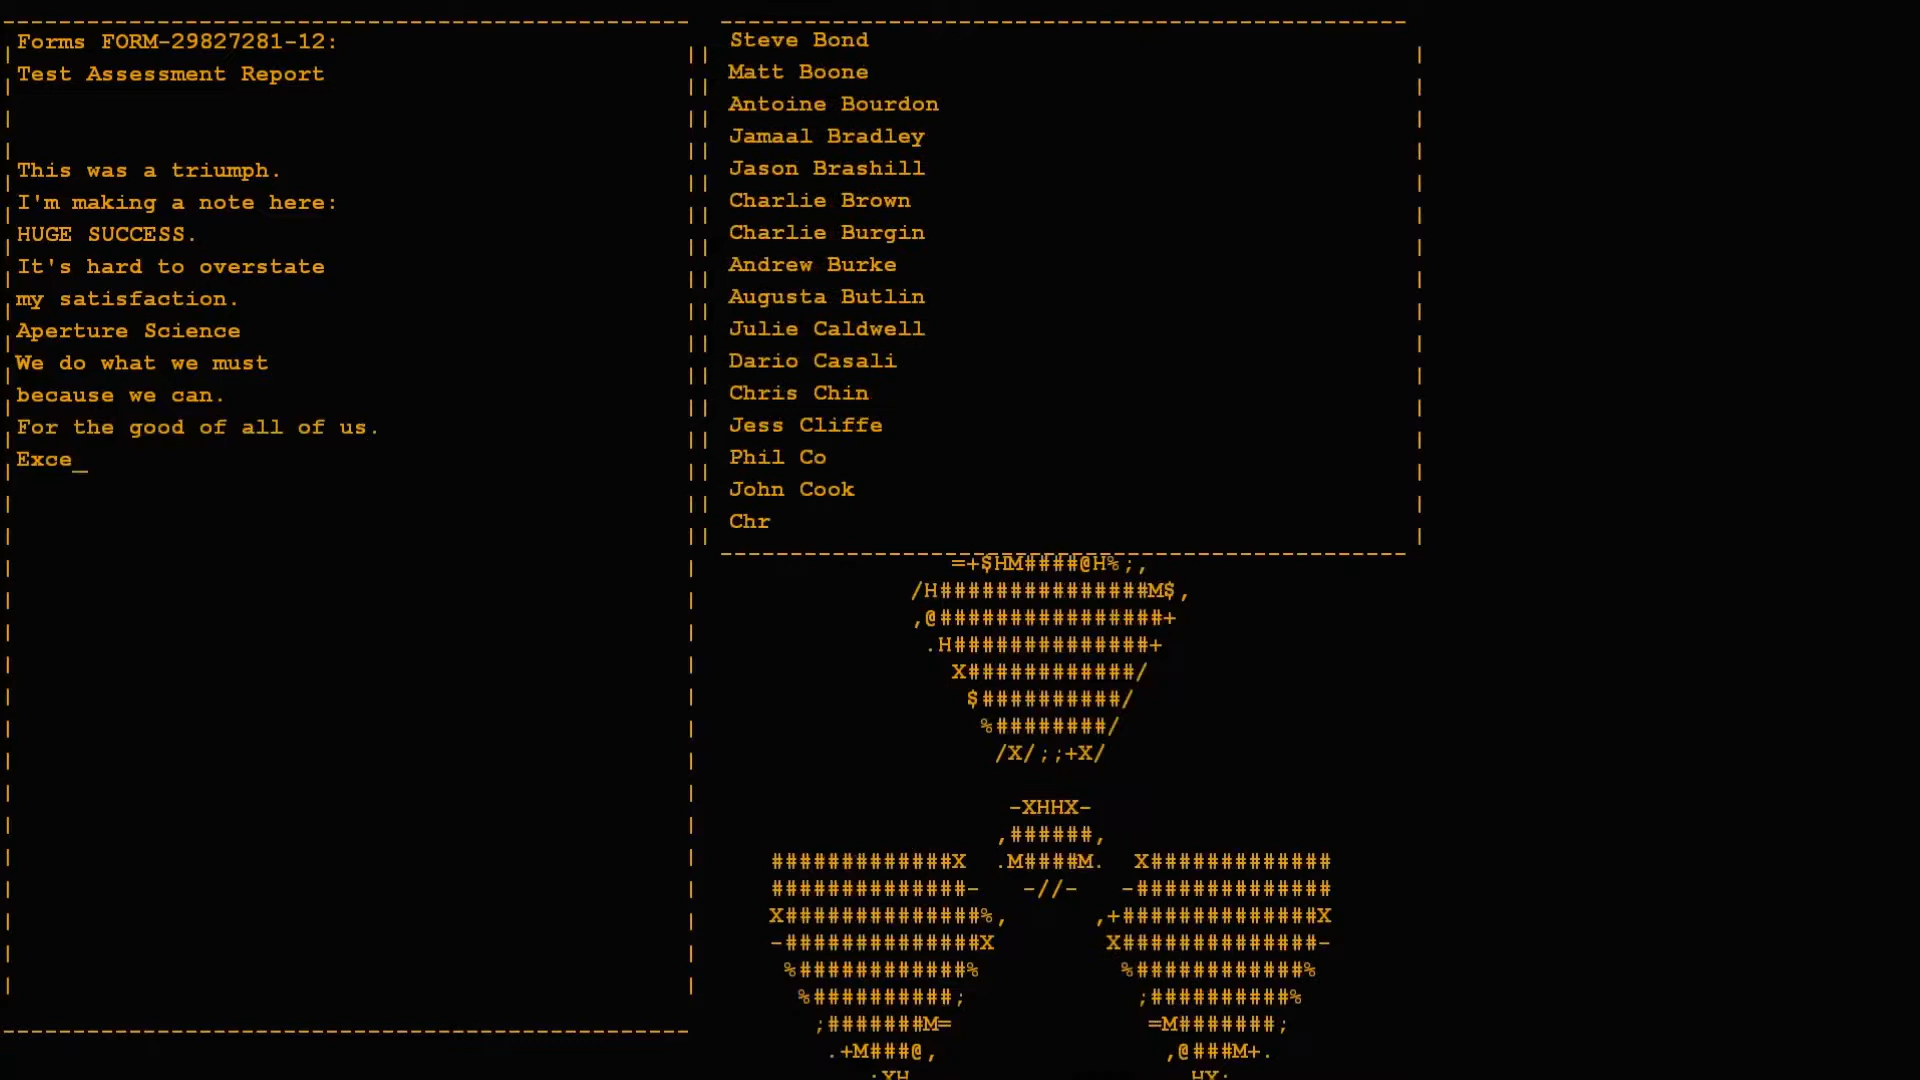 Forms FORM-29827281-12:
Test Assessment Report
This was a triumph.
I'm making a note here:
HUGE SUCCESS.
It's hard to overstate
my satisfaction.
Aperture Science
We do what we must
because we can.
For the good of all of us.
Exce_
Steve Bond
Matt Boone
Antoine Bourdon
Jamaal Bradley
Jason Brashill
Charlie Brown
Charlie Burgin
Andrew Burke
Augusta Butlin
Julie Caldwell
Dario Casali
Chris Chin
Jess Cliffe
Phil Co
John Cook
Chr